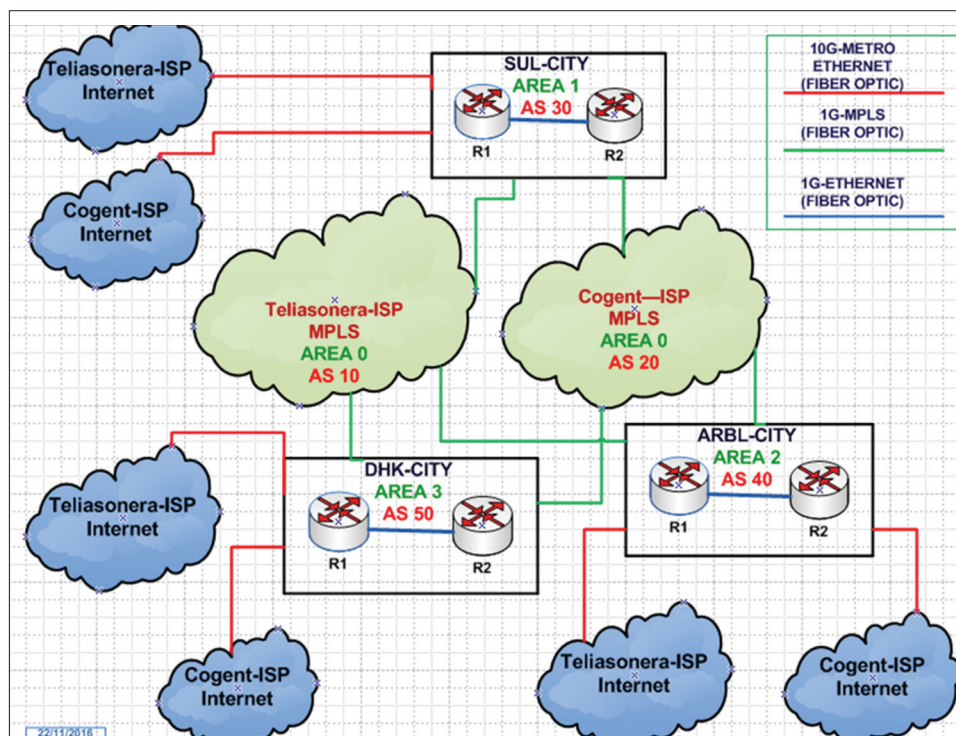 Teliasonera-ISP
Internet
SUL-CITY
AREA 1
AS 30
R1
R2
10G-METRO
ETHERNET
(FIBER OPTIC)
1G-MPLS
(FIBER OPTIC)
1G-ETHERNET
(FIBER OPTIC)
Cogent-ISP
Internet
Teliasonera-ISP
MPLS
AREA 0
AS 10
Cogent—ISP
MPLS
AREA 0
AS 20
DHK-CITY
AREA 3
AS 50
R1
R2
ARBL-CITY
AREA 2
AS 40
R1
R2
Teliasonera-ISP
Internet
Cogent-ISP
Internet
Teliasonera-ISP
Internet
Cogent-ISP
Internet
22/11/2016